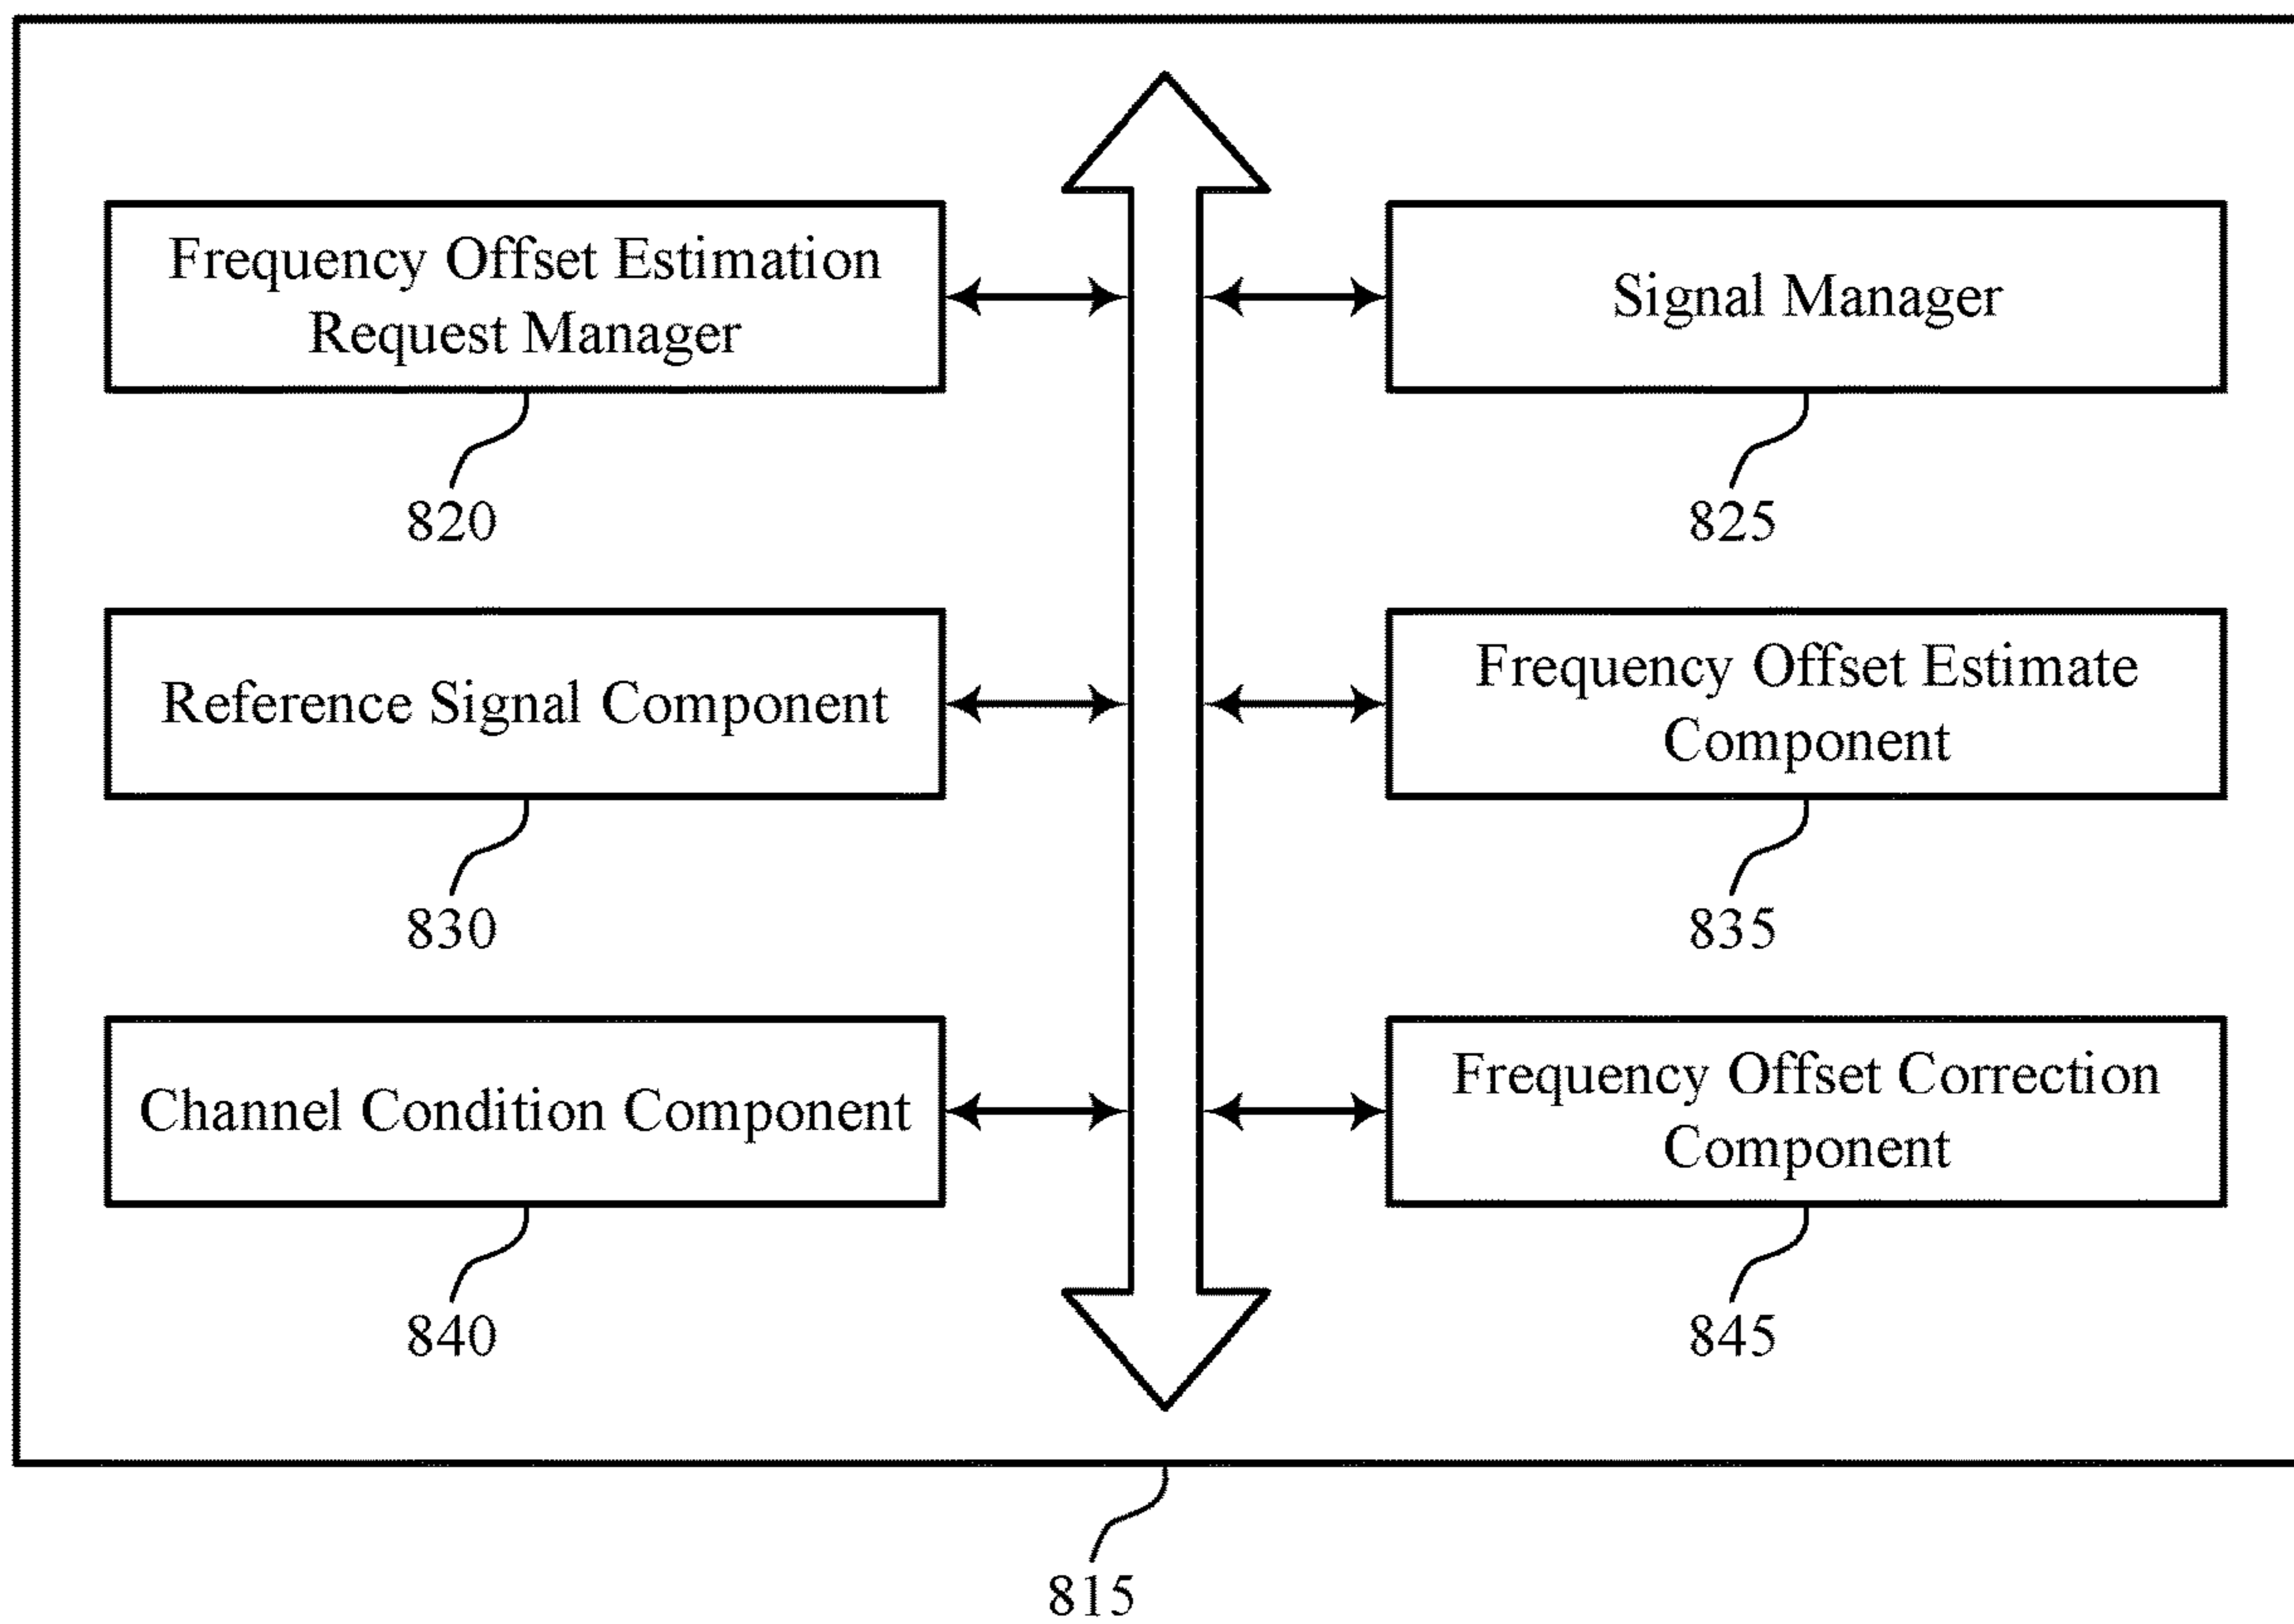 Frequency Offset Estimation
Request Manager
820
Signal Manager
825
Reference Signal Component
830
Frequency Offset Estimate
Component
835
Channel Condition Component
840
Frequency Offset Correction
Component
845
815